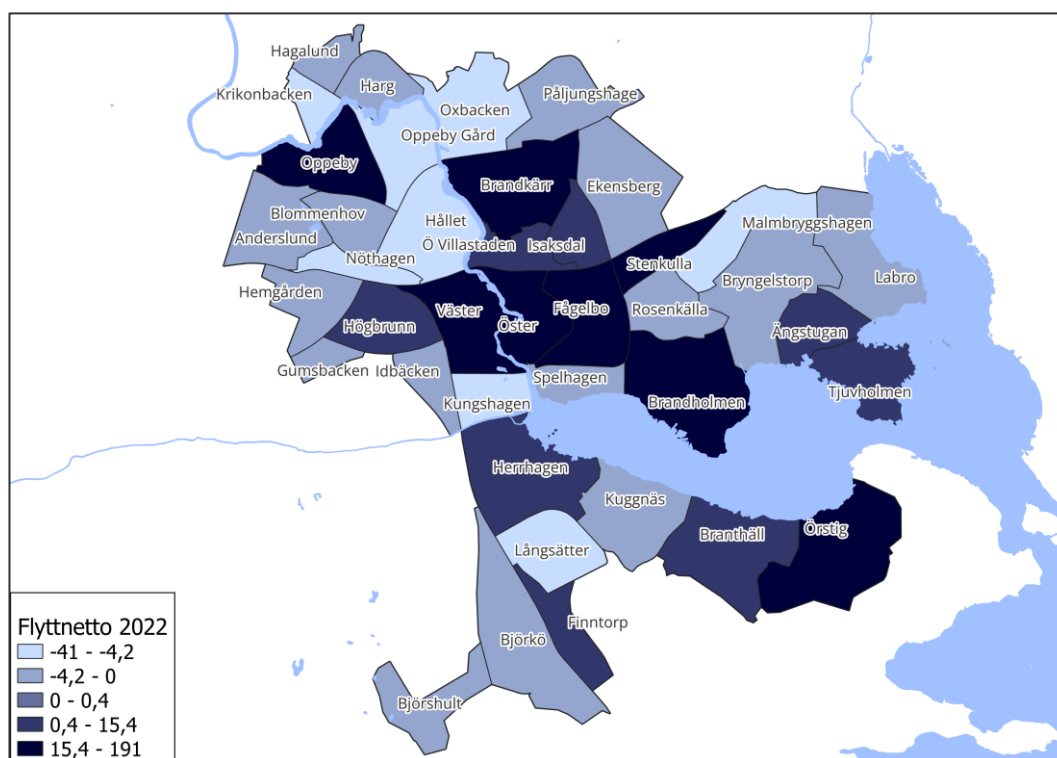 Hagalund
Harg
Krikonbacken
Oxbacken
Påljungshage
Oppeby Gård
Oppeby
Brandkärr
Ekensberg
Blommenhov
Anderslund
Hållet
Ö Villastaden
Isaksdal
Malmbryggshagen
Nöthagen
Stenkulla
Bryngelstorp
Labro
Hemgården
Högbrunn
Väster
Öster
Fågelbo
Rosenkälla
Ängstugan
Gumsbacken
Idbäcken
Spelhagen
Tjuvholmen
Kungshagen
Brandholmen
Herrhagen
Kuggnäs
Branthäll
Örstig
Långsätter
Finntorp
Björkö
Björshult
Flyttnetto 2022
-41 - -4,2
-4,2 - 0
0 - 0,4
0,4 - 15,4
15,4 - 191